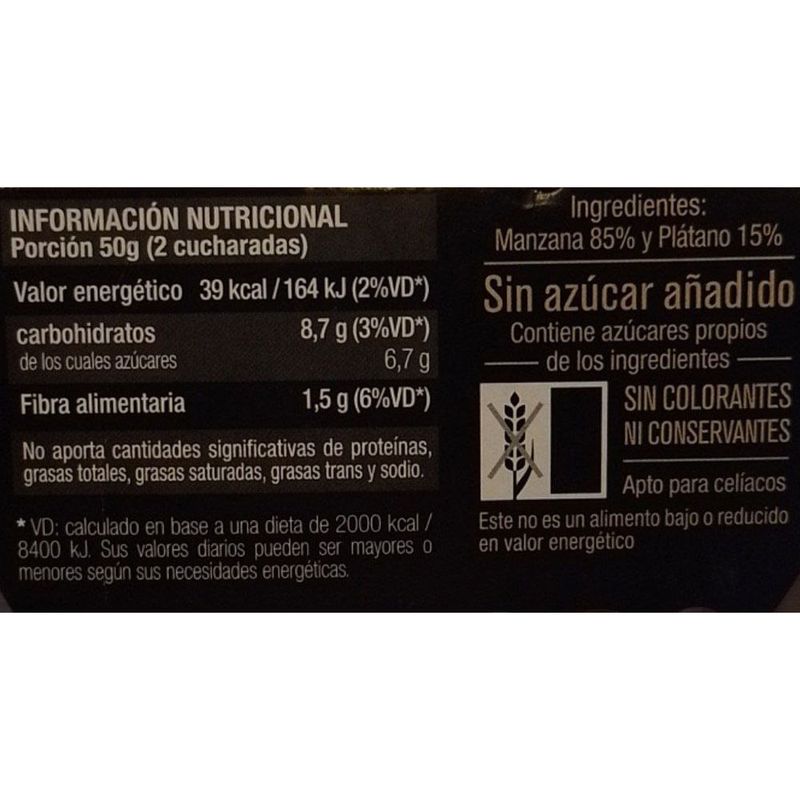 INFORMACIÓN NUTRICIONAL
Porción 50g (2 cucharadas)
Valor energético 39 kcal / 164 kJ (2%VD*)
carbohidratos 8,7 g (3%VD*)
de los cuales azúcares 6,7 g
Fibra alimentaria 1,5 g (6%VD*)
No aporta cantidades significativas de proteínas,
grasas totales, grasas saturadas, grasas trans y sodio.
* VD: calculado en base a una dieta de 2000 kcal /
8400 kJ. Sus valores diarios pueden ser mayores o
menores según sus necesidades energéticas.
Ingredientes:
Manzana 85% y Plátano 15%
Sin azúcar añadido
Contiene azúcares propios
de los ingredientes
SIN COLORANTES
NI CONSERVANTES
Apto para celíacos
Este no es un alimento bajo o reducido
en valor energético